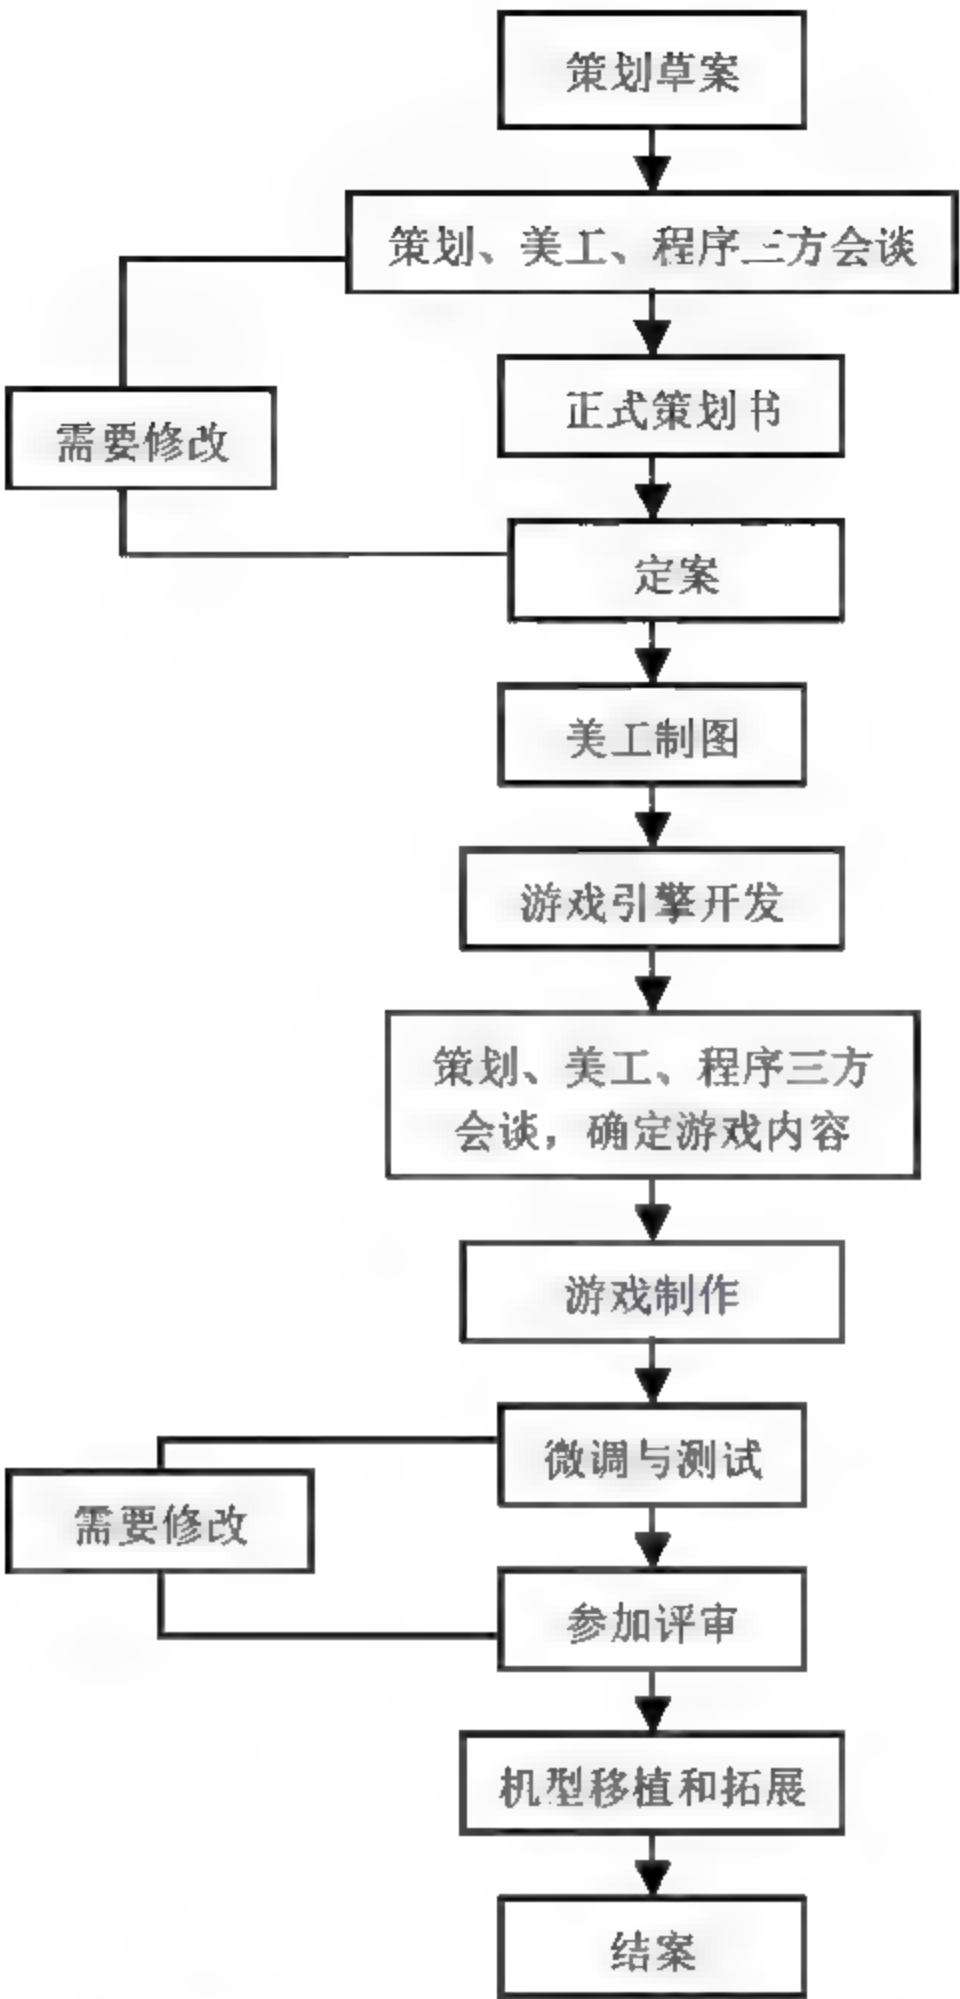 策划草案
策划、美工、程序三方会谈
正式策划书
需要修改
定案
美工制图
游戏引擎开发
策划、美工、程序三方
会谈，确定游戏内容
游戏制作
微调与测试
需要修改
参加评审
机型移植和拓展
结案